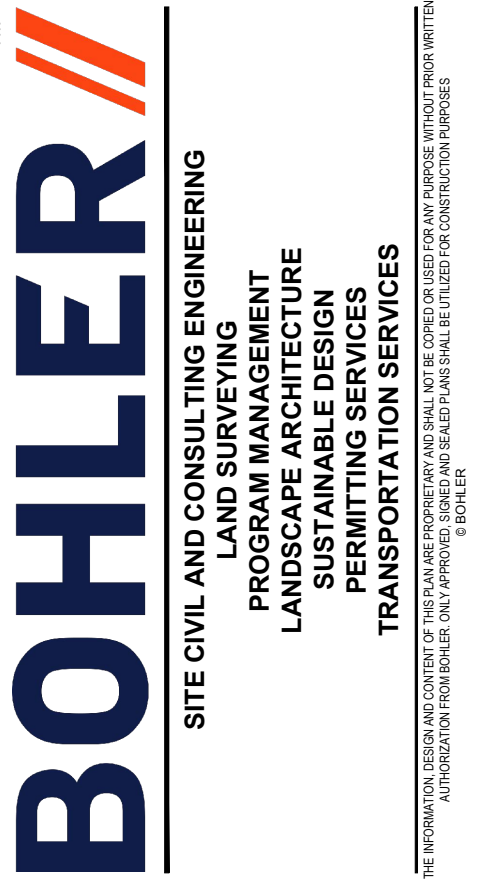 BOHLER//
SITE CIVIL AND CONSULTING ENGINEERING
LAND SURVEYING
PROGRAM MANAGEMENT
LANDSCAPE ARCHITECTURE
SUSTAINABLE DESIGN
PERMITTING SERVICES
TRANSPORTATION SERVICES
THE INFORMATION, DESIGN AND CONTENT OF THIS PLAN ARE PROPRIETARY AND SHALL NOT BE COPIED OR USED FOR ANY PURPOSE WITHOUT PRIOR WRITTEN
AUTHORIZATION FROM BOHLER. ONLY APPROVED, SIGNED AND SEALED PLANS SHALL BE UTILIZED FOR CONSTRUCTION PURPOSES
© BOHLER